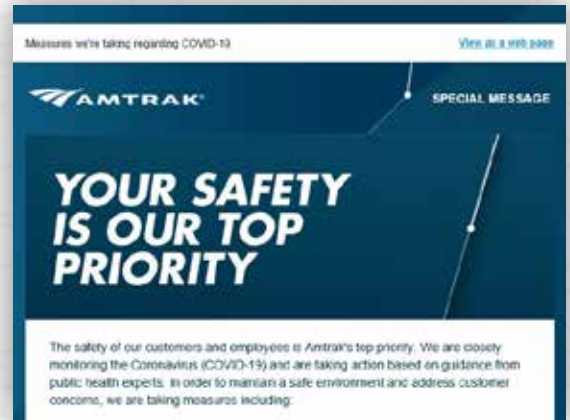 Measures we're taking regarding COVID-19
View as a web page
AMTRAK
SPECIAL MESSAGE
YOUR SAFETY
IS OUR TOP
PRIORITY
The safety of our customers and employees is Amtrak's top priority. We are closely
monitoring the Coronavirus (COVID-19) and are taking action based on guidance from
public health experts. In order to maintain a safe environment and address customer
concerns, we are taking measures including: